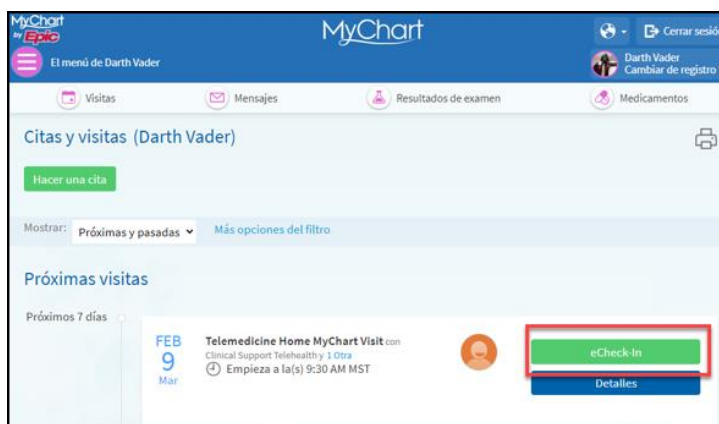 MyChart
by Epic
MyChart
Cerrar sesió
El menú de Darth Vader
Darth Vader
Cambiar de registro
Visitas
Mensajes
Resultados de examen
Medicamentos
Citas y visitas (Darth Vader)
Hacer una cita
Mostrar: Próximas y pasadas Más opciones del filtro
Próximas visitas
Próximos 7 días
FEB
9
Mar
Telemedicine Home MyChart Visit con
Clinical Support Telehealth y 1 Otra
Empieza a la(s) 9:30 AM MST
eCheck-In
Detalles